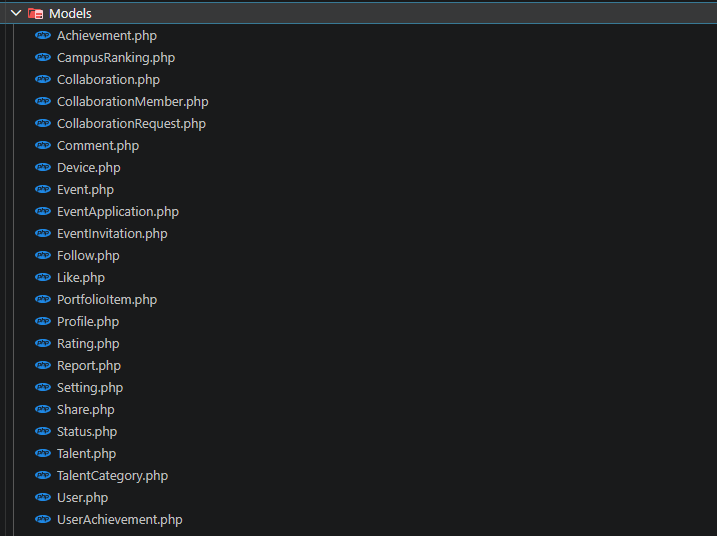 Models
Achievement.php
CampusRanking.php
Collaboration.php
CollaborationMember.php
CollaborationRequest.php
Comment.php
Device.php
Event.php
EventApplication.php
EventInvitation.php
Follow.php
Like.php
PortfolioItem.php
Profile.php
Rating.php
Report.php
Setting.php
Share.php
Status.php
Talent.php
TalentCategory.php
User.php
UserAchievement.php